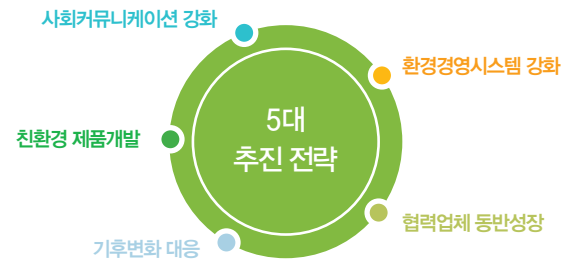 사회커뮤니케이션 강화
환경경영시스템 강화
5대
추진 전략
친환경 제품개발
협력업체 동반성장
기후변화 대응